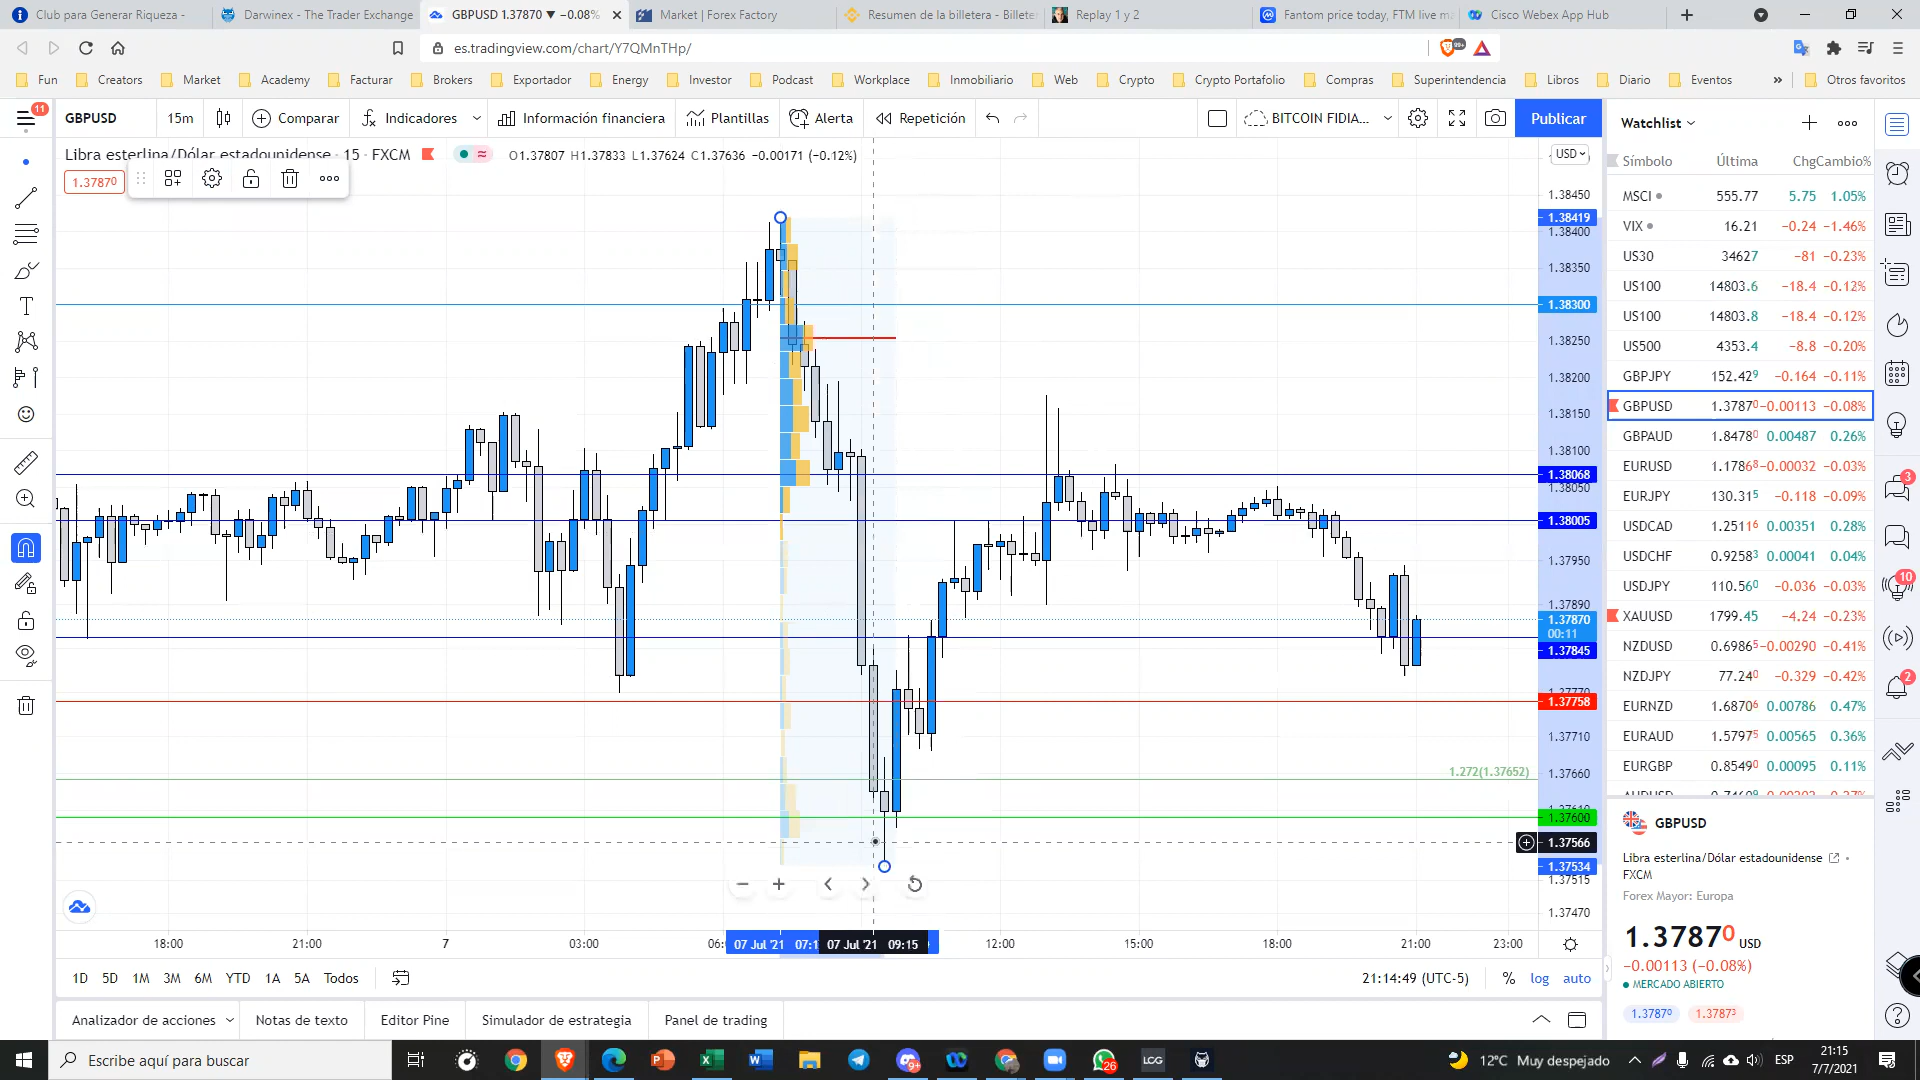 Club para Generar Riqueza -
Darwinex - The Trader Exchange
GBPUSD 1.37870 ▼ −0.08%
Market | Forex Factory
Resumen de la billetera - Billete
Replay 1 y 2
Fantom price today, FTM live m
Cisco Webex App Hub
es.tradingview.com/chart/Y7QMnTHp/
99+
Fun
Creators
Market
Academy
Facturar
Brokers
Exportador
Energy
Investor
Podcast
Workplace
Inmobiliario
Web
Crypto
Crypto Portafolio
Compras
Superintendencia
Libros
Diario
Eventos
»
Otros favoritos
11
GBPUSD
15m
Comparar
Indicadores
Información financiera
Plantillas
Alerta
Repetición
BITCOIN FIDIA...
Publicar
Libra esterlina/Dólar estadounidense · 15 · FXCM
O1.37807 H1.37833 L1.37624 C1.37636 −0.00171 (−0.12%)
1.37870
USD
1.38450
1.38419
1.38400
1.38350
1.38300
1.38250
1.38200
1.38150
1.38100
1.38068
1.38050
1.38005
1.37950
1.37890
1.37870
00:11
1.37845
1.37770
1.37758
1.37710
1.272(1.37652)
1.37660
1.37610
1.37600
1.37566
1.37534
1.37515
1.37470
18:00
21:00
7
03:00
06:
07 Jul '21 07:1
07 Jul '21 09:15
12:00
15:00
18:00
21:00
23:00
1D
5D
1M
3M
6M
YTD
1A
5A
Todos
21:14:49 (UTC-5)
%
log
auto
Analizador de acciones
Notas de texto
Editor Pine
Simulador de estrategia
Panel de trading
Watchlist
Símbolo Última Chg Cambio%
MSCI 555.77 5.75 1.05%
VIX 16.21 −0.24 −1.46%
US30 34627 −81 −0.23%
US100 14803.6 −18.4 −0.12%
US100 14803.8 −18.4 −0.12%
US500 4353.4 −8.8 −0.20%
GBPJPY 152.429 −0.164 −0.11%
GBPUSD 1.37870 −0.00113 −0.08%
GBPAUD 1.84780 0.00487 0.26%
EURUSD 1.17868 −0.00032 −0.03%
EURJPY 130.315 −0.118 −0.09%
USDCAD 1.25116 0.00351 0.28%
USDCHF 0.92583 0.00041 0.04%
USDJPY 110.560 −0.036 −0.03%
XAUUSD 1799.45 −4.24 −0.23%
NZDUSD 0.69865 −0.00290 −0.41%
NZDJPY 77.240 −0.329 −0.42%
EURNZD 1.68706 0.00786 0.47%
EURAUD 1.57975 0.00565 0.36%
EURGBP 0.85490 0.00095 0.11%
GBPUSD
Libra esterlina/Dólar estadounidense
FXCM
Forex Mayor: Europa
1.37870 USD
−0.00113 (−0.08%)
MERCADO ABIERTO
1.37870
1.37873
3
10
2
Escribe aquí para buscar
9+
26
LCG
12°C Muy despejado
ESP
21:15
7/7/2021